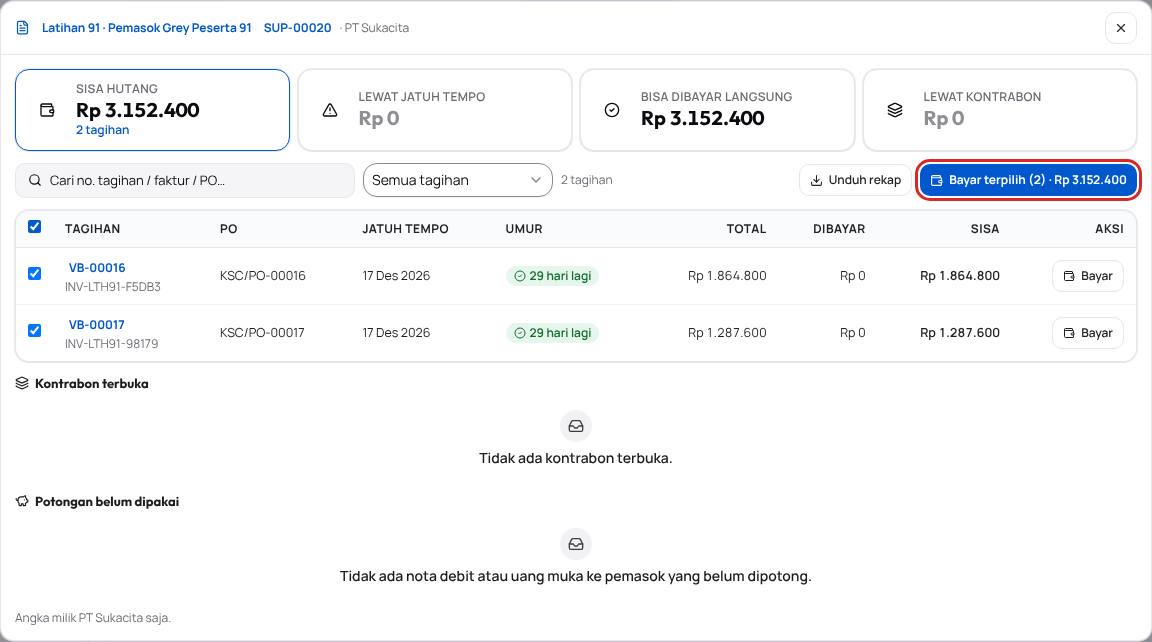 Latihan 91 · Pemasok Grey Peserta 91 SUP-00020 · PT Sukacita
SISA HUTANG
Rp 3.152.400
2 tagihan
LEWAT JATUH TEMPO
Rp 0
BISA DIBAYAR LANGSUNG
Rp 3.152.400
LEWAT KONTRABON
Rp 0
Cari no. tagihan / faktur / PO...
Semua tagihan
2 tagihan
Unduh rekap
Bayar terpilih (2) · Rp 3.152.400
TAGIHAN PO JATUH TEMPO UMUR TOTAL DIBAYAR SISA AKSI
VB-00016
INV-LTH91-F5DB3
KSC/PO-00016 17 Des 2026 29 hari lagi Rp 1.864.800 Rp 0 Rp 1.864.800 Bayar
VB-00017
INV-LTH91-98179
KSC/PO-00017 17 Des 2026 29 hari lagi Rp 1.287.600 Rp 0 Rp 1.287.600 Bayar
Kontrabon terbuka
Tidak ada kontrabon terbuka.
Potongan belum dipakai
Tidak ada nota debit atau uang muka ke pemasok yang belum dipotong.
Angka milik PT Sukacita saja.